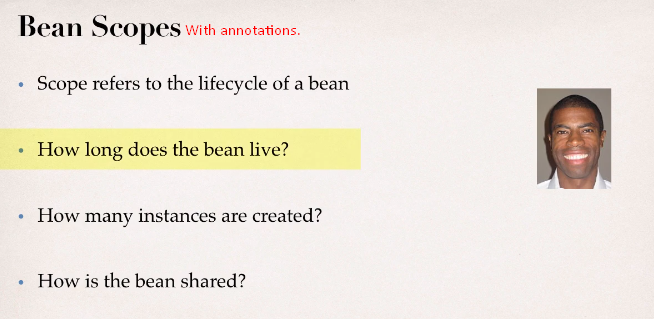 Bean Scopes With annotations.
Scope refers to the lifecycle of a bean
How long does the bean live?
How many instances are created?
How is the bean shared?